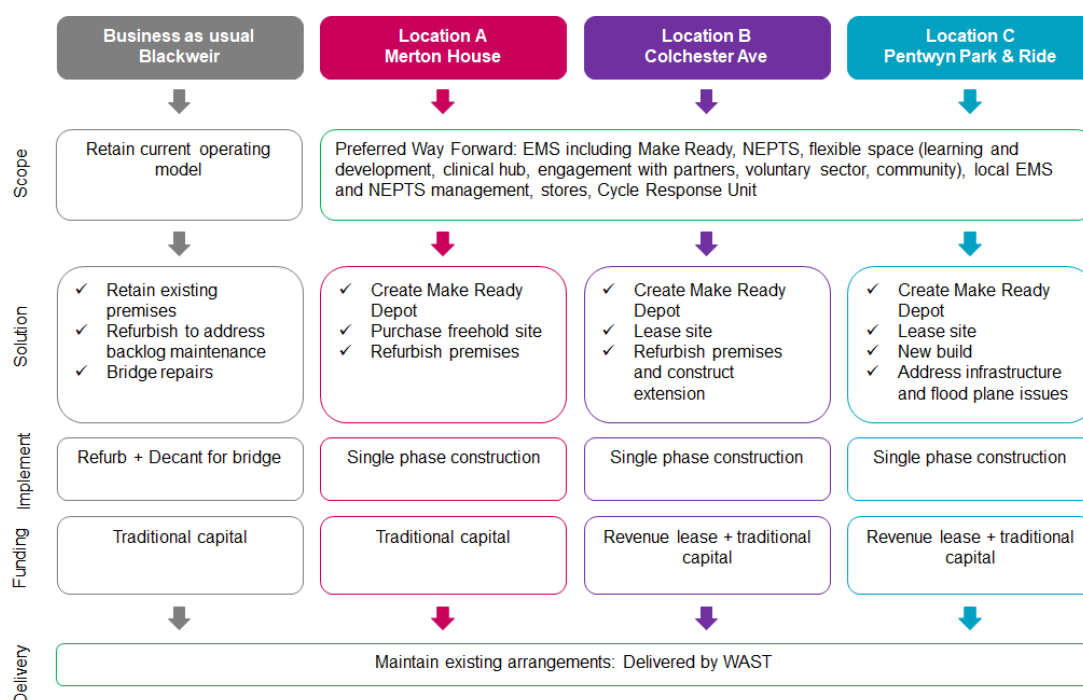 Business as usual
Blackweir
Location A
Merton House
Location B
Colchester Ave
Location C
Pentwyn Park & Ride
Scope
Retain current operating
model
Preferred Way Forward: EMS including Make Ready, NEPTS, flexible space (learning and
development, clinical hub, engagement with partners, voluntary sector, community), local EMS
and NEPTS management, stores, Cycle Response Unit
Solution
✓ Retain existing
premises
✓ Refurbish to address
backlog maintenance
✓ Bridge repairs
✓ Create Make Ready
Depot
✓ Purchase freehold site
✓ Refurbish premises
✓ Create Make Ready
Depot
✓ Lease site
✓ Refurbish premises
and construct
extension
✓ Create Make Ready
Depot
✓ Lease site
✓ New build
✓ Address infrastructure
and flood plane issues
Implement
Refurb + Decant for bridge
Single phase construction
Single phase construction
Single phase construction
Funding
Traditional capital
Traditional capital
Revenue lease + traditional
capital
Revenue lease + traditional
capital
Delivery
Maintain existing arrangements: Delivered by WAST